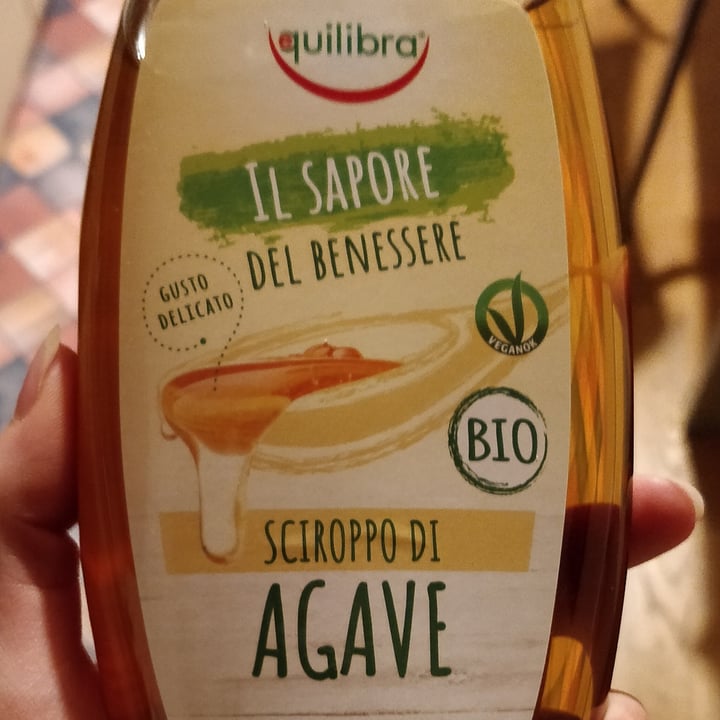 equilibra®
IL SAPORE
DEL BENESSERE
GUSTO
DELICATO
VEGANOK
BIO
SCIROPPO DI
AGAVE